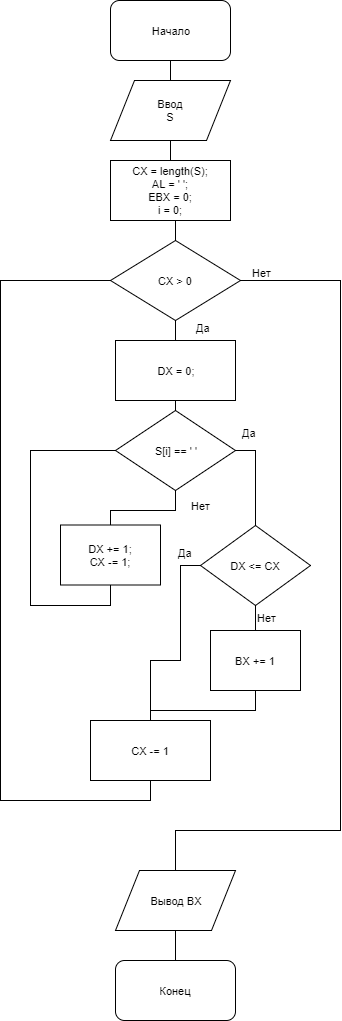 Начало
Ввод
S
CX = length(S);
AL = ' ';
EBX = 0;
i = 0;
CX > 0
Нет
Да
DX = 0;
S[i] == ' '
Да
Нет
DX += 1;
CX -= 1;
Да
DX <= CX
Нет
BX += 1
CX -= 1
Вывод BX
Конец